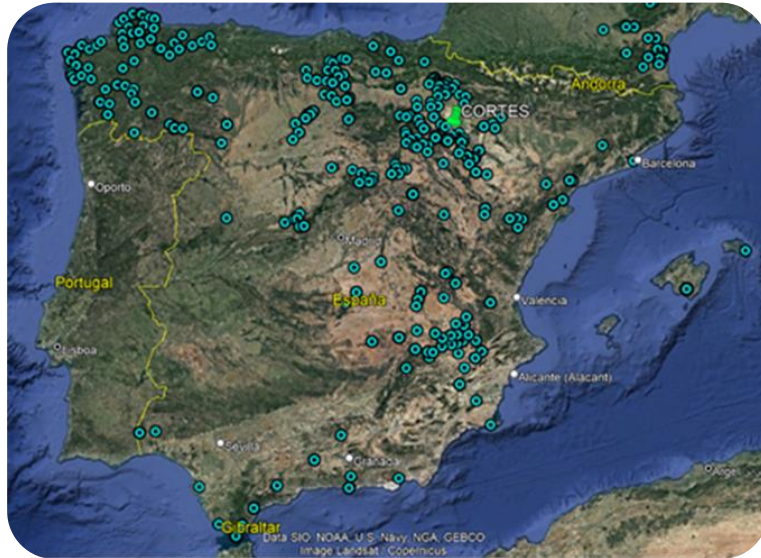 Andorra
CORTES
Barcelona
Oporto
Madrid
Portugal
España
Valencia
Lisboa
Alicante (Alacant)
Sevilla
Granada
Argel
Gibraltar
Data SIO, NOAA, U.S. Navy, NGA, GEBCO
Image Landsat / Copernicus